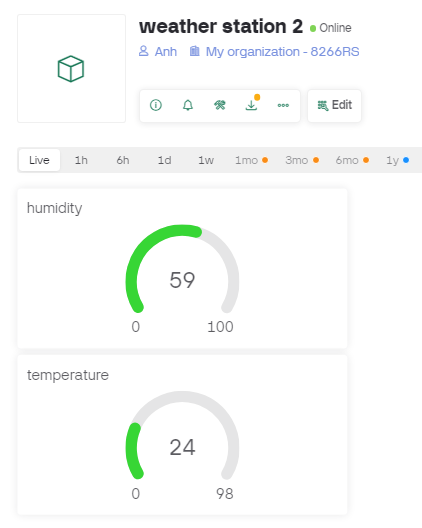 weather station 2 Online
Anh My organization - 8266RS
Edit
Live 1h 6h 1d 1w 1mo 3mo 6mo 1y
humidity
59
0 100
temperature
24
0 98